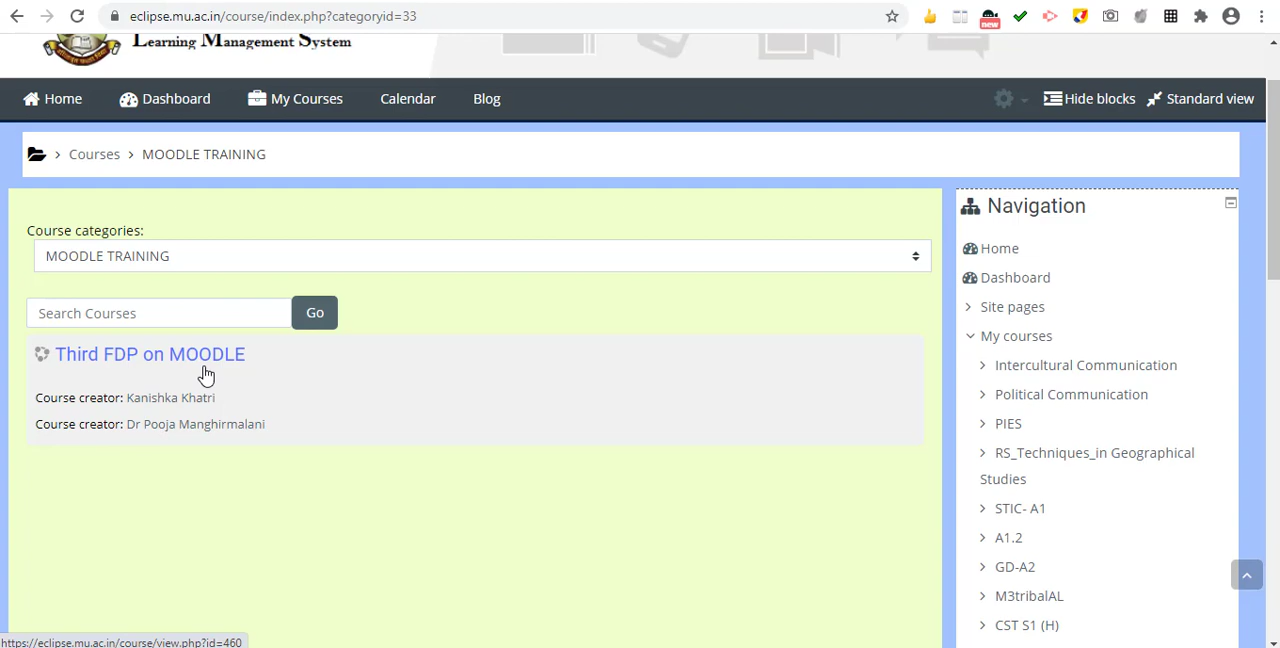 eclipse.mu.ac.in/course/index.php?categoryid=33
new
Learning Management System
Home Dashboard My Courses Calendar Blog Hide blocks Standard view
> Courses > MOODLE TRAINING
Navigation
Course categories:
MOODLE TRAINING
Search Courses Go
Third FDP on MOODLE
Course creator: Kanishka Khatri
Course creator: Dr Pooja Manghirmalani
Home
Dashboard
Site pages
My courses
Intercultural Communication
Political Communication
PIES
RS_Techniques_in Geographical
Studies
STIC- A1
A1.2
GD-A2
M3tribalAL
CST S1 (H)
https://eclipse.mu.ac.in/course/view.php?id=460